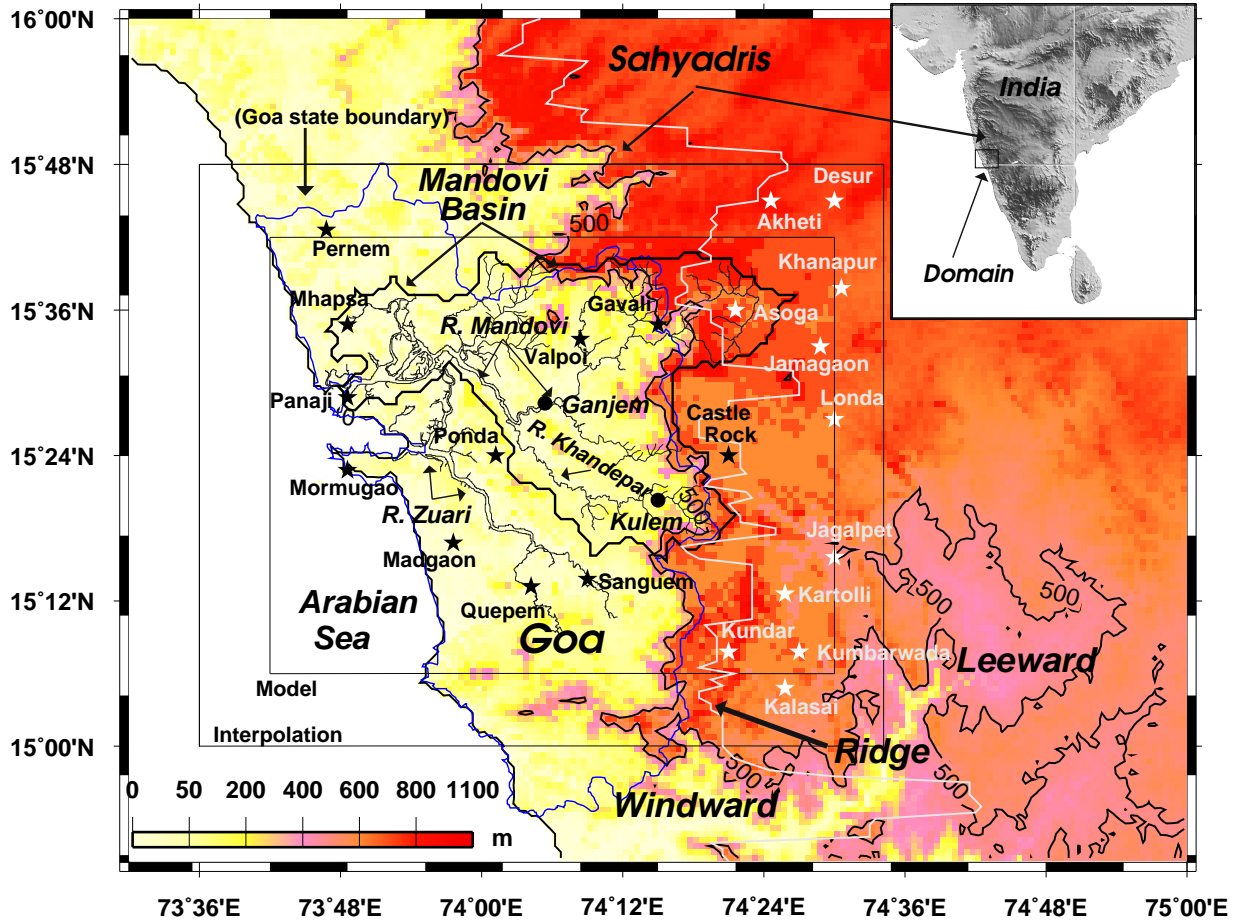 16°00'N
15°48'N
15°36'N
15°24'N
15°12'N
15°00'N
Sahyadris
India
Domain
(Goa state boundary)
Mandovi
Basin
500
Desur
Akheti
Pernem
Khanapur
Mhapsa
Gavali
Asoga
R. Mandovi
Valpoi
Jamagaon
Panaji
Ganjem
Londa
Castle
Rock
Ponda
R. Khandepar
Mormugao
500
R. Zuari
Kulem
Jagalpet
Madgaon
Sanguem
Kartolli
500
500
Arabian
Sea
Quepem
Goa
Kundar
Kumbarwada
Leeward
Model
Kalasai
Interpolation
Ridge
500
500
Windward
0 50 200 400 600 800 1100
m
73°36'E 73°48'E 74°00'E 74°12'E 74°24'E 74°36'E 74°48'E 75°00'E